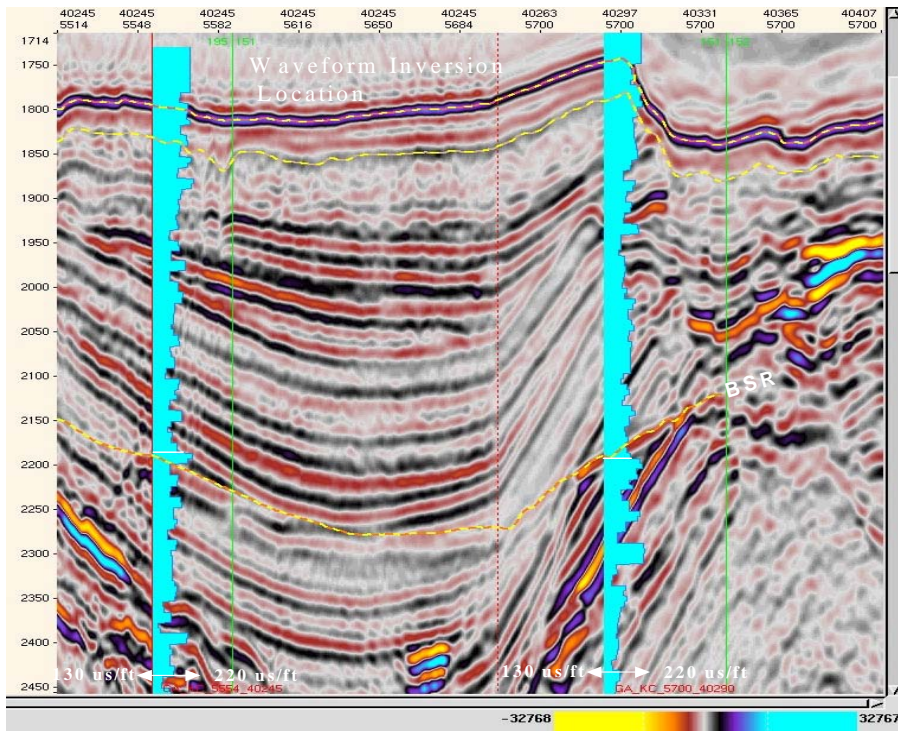 40245 40245 40245 40245 40245 40245 40263 40297 40331 40365 40407
5514 5548 5582 5616 5650 5684 5700 5700 5700 5700 5700
1714
195 151
Waveform Inversion
Location
1750
1800
1850
1900
1950
2000
2050
2100
BSR
2150
2200
2250
2300
2350
2400
130 us/ft 220 us/ft 130 us/ft 220 us/ft
2450
5554_40245 GA_KC_5700_40290
-32768 32767